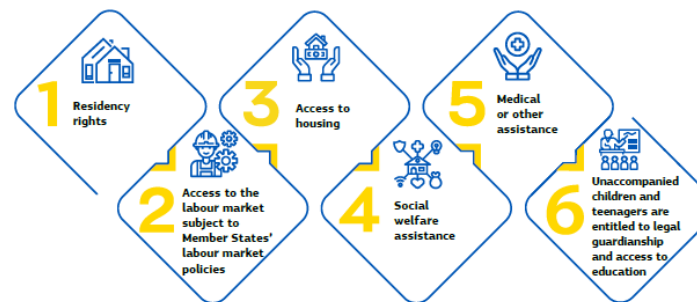 1
Residency
rights
2
Access to the
labour market
subject to
Member States'
labour market
policies
3
Access to
housing
4
Social
welfare
assistance
5
Medical
or other
assistance
6
Unaccompanied
children and
teenagers are
entitled to legal
guardianship
and access to
education